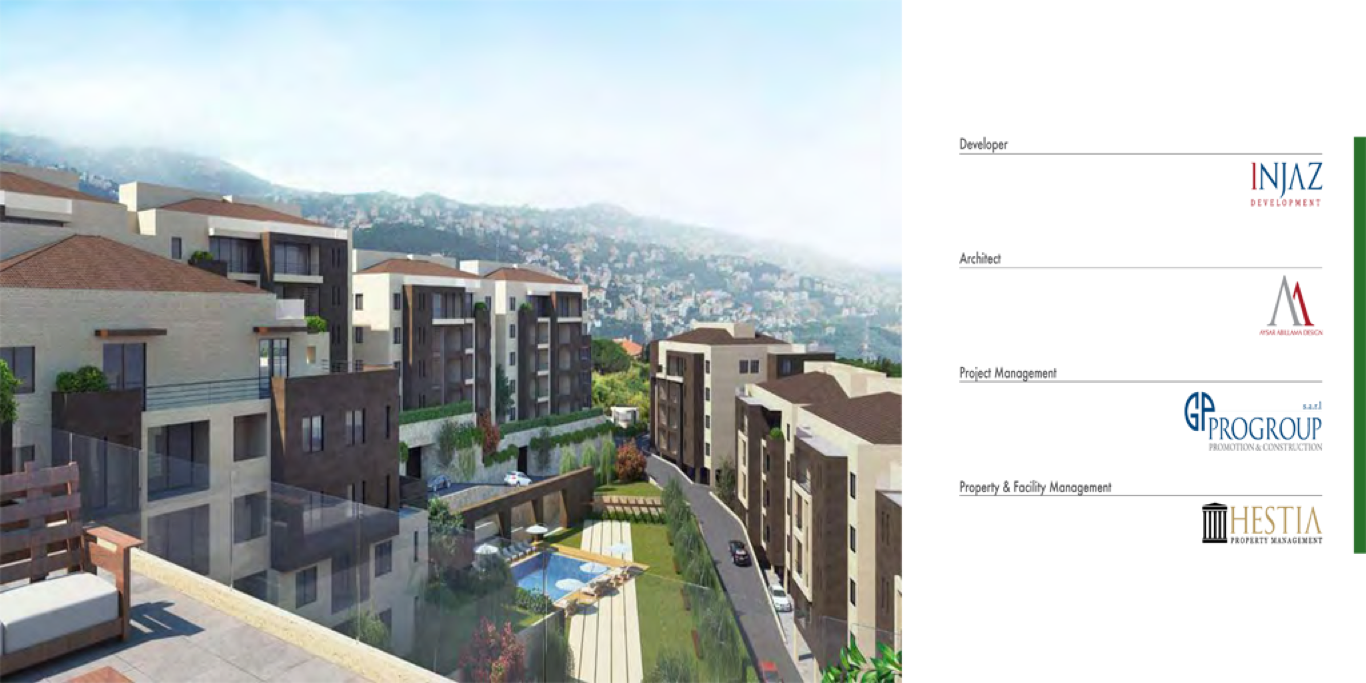 Developer
INJAZ
DEVELOPMENT
Architect
AYSAR ABILLAMA DESIGN
Project Management
GP
s.a.r.l
PROGROUP
PROMOTION & CONSTRUCTION
Property & Facility Management
HESTIA
PROPERTY MANAGEMENT